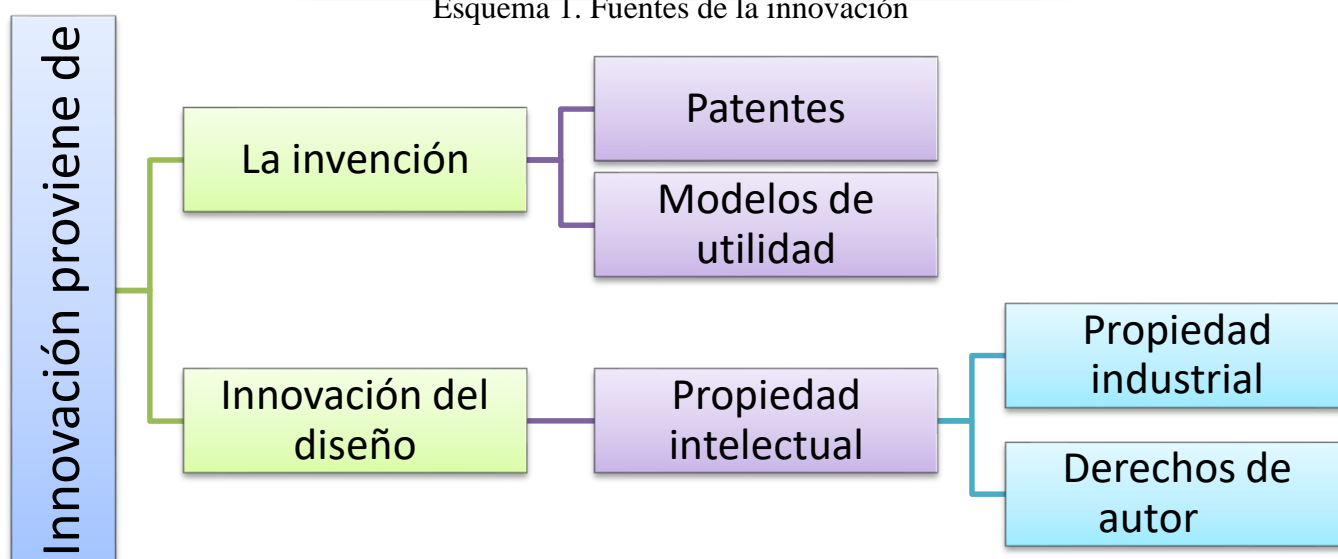 Esquema 1. Fuentes de la innovación
Innovación proviene de
La invención
Patentes
Modelos de
utilidad
Innovación del
diseño
Propiedad
intelectual
Propiedad
industrial
Derechos de
autor